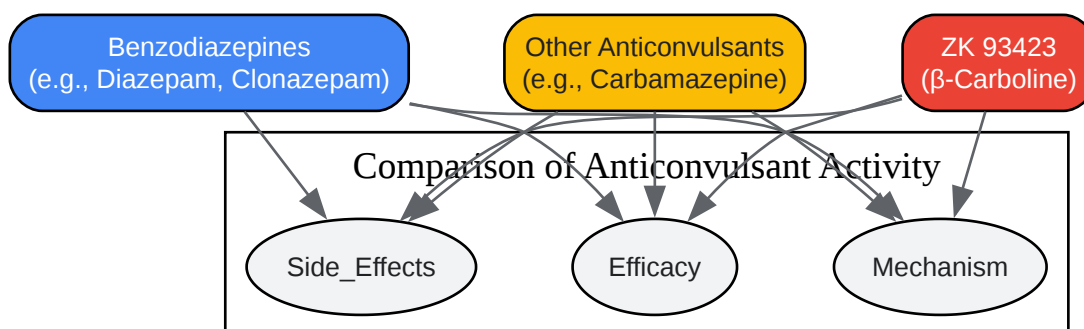 Benzodiazepines
(e.g., Diazepam, Clonazepam)
Other Anticonvulsants
(e.g., Carbamazepine)
ZK 93423
(β-Carboline)
Comparison of Anticonvulsant Activity
Side_Effects
Efficacy
Mechanism